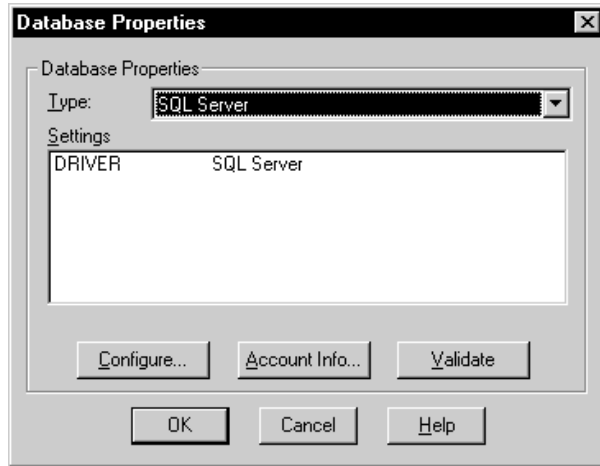 Database Properties
Database Properties
Type: SQL Server
Settings
DRIVER SQL Server
Configure... Account Info... Validate
OK Cancel Help